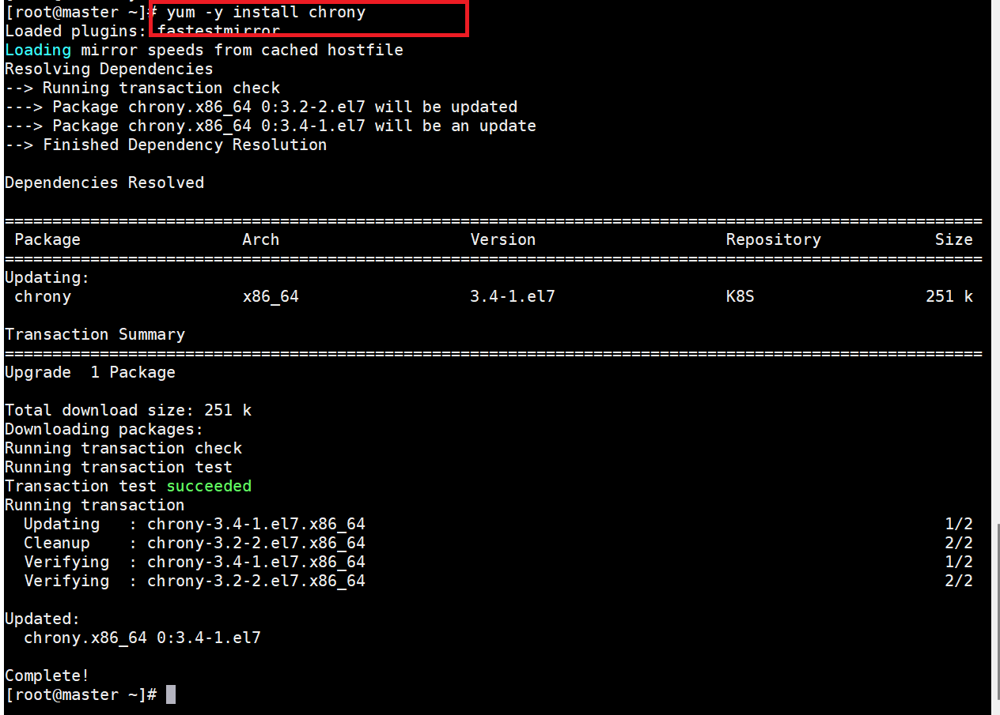 [root@master ~]# yum -y install chrony
Loaded plugins: fastestmirror
Loading mirror speeds from cached hostfile
Resolving Dependencies
--> Running transaction check
---> Package chrony.x86_64 0:3.2-2.el7 will be updated
---> Package chrony.x86_64 0:3.4-1.el7 will be an update
--> Finished Dependency Resolution
Dependencies Resolved
Package Arch Version Repository Size
Updating:
chrony x86_64 3.4-1.el7 K8S 251 k
Transaction Summary
Upgrade 1 Package
Total download size: 251 k
Downloading packages:
Running transaction check
Running transaction test
Transaction test succeeded
Running transaction
Updating : chrony-3.4-1.el7.x86_64 1/2
Cleanup : chrony-3.2-2.el7.x86_64 2/2
Verifying : chrony-3.4-1.el7.x86_64 1/2
Verifying : chrony-3.2-2.el7.x86_64 2/2
Updated:
chrony.x86_64 0:3.4-1.el7
Complete!
[root@master ~]#